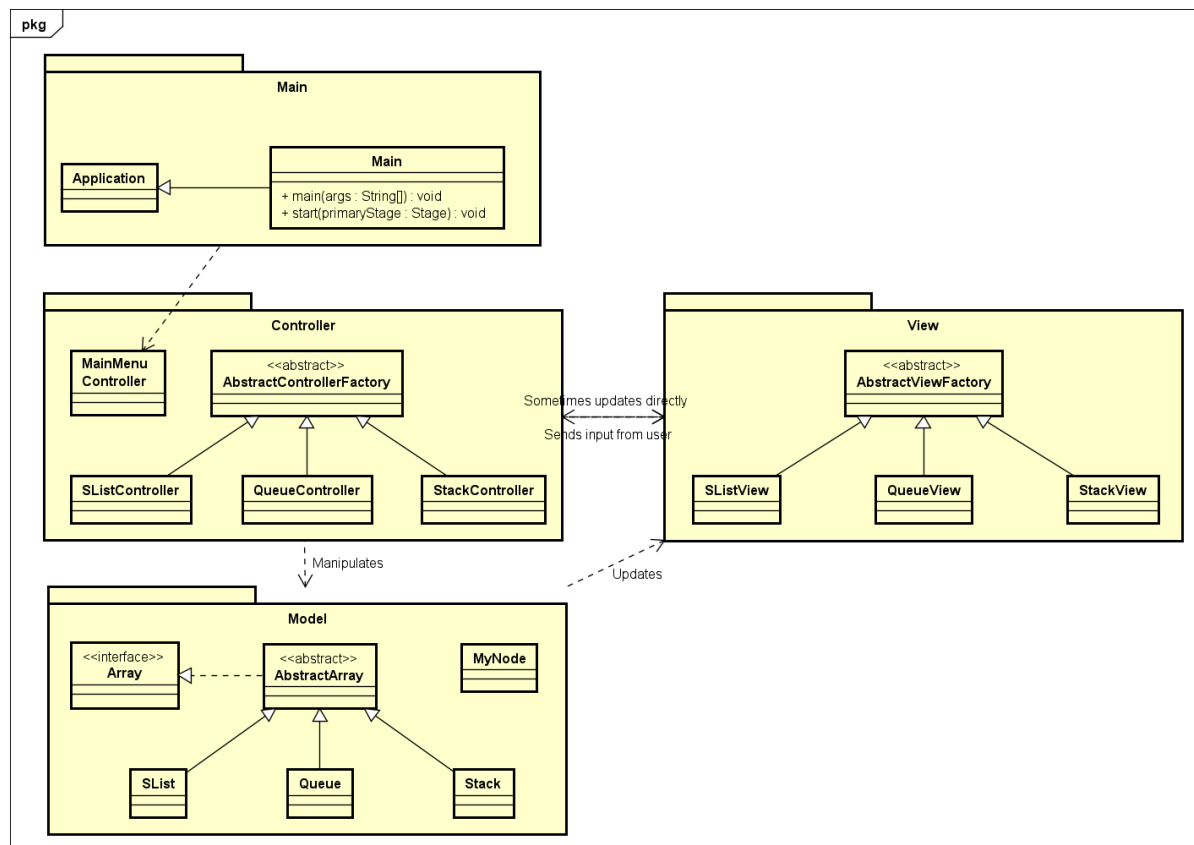 pkg
Main
Application
Main
+ main(args : String[]) : void
+ start(primaryStage : Stage) : void
Controller
MainMenu
Controller
<<abstract>>
AbstractControllerFactory
SListController
QueueController
StackController
Sometimes updates directly
Sends input from user
View
<<abstract>>
AbstractViewFactory
SListView
QueueView
StackView
Manipulates
Updates
Model
<<interface>>
Array
<<abstract>>
AbstractArray
MyNode
SList
Queue
Stack